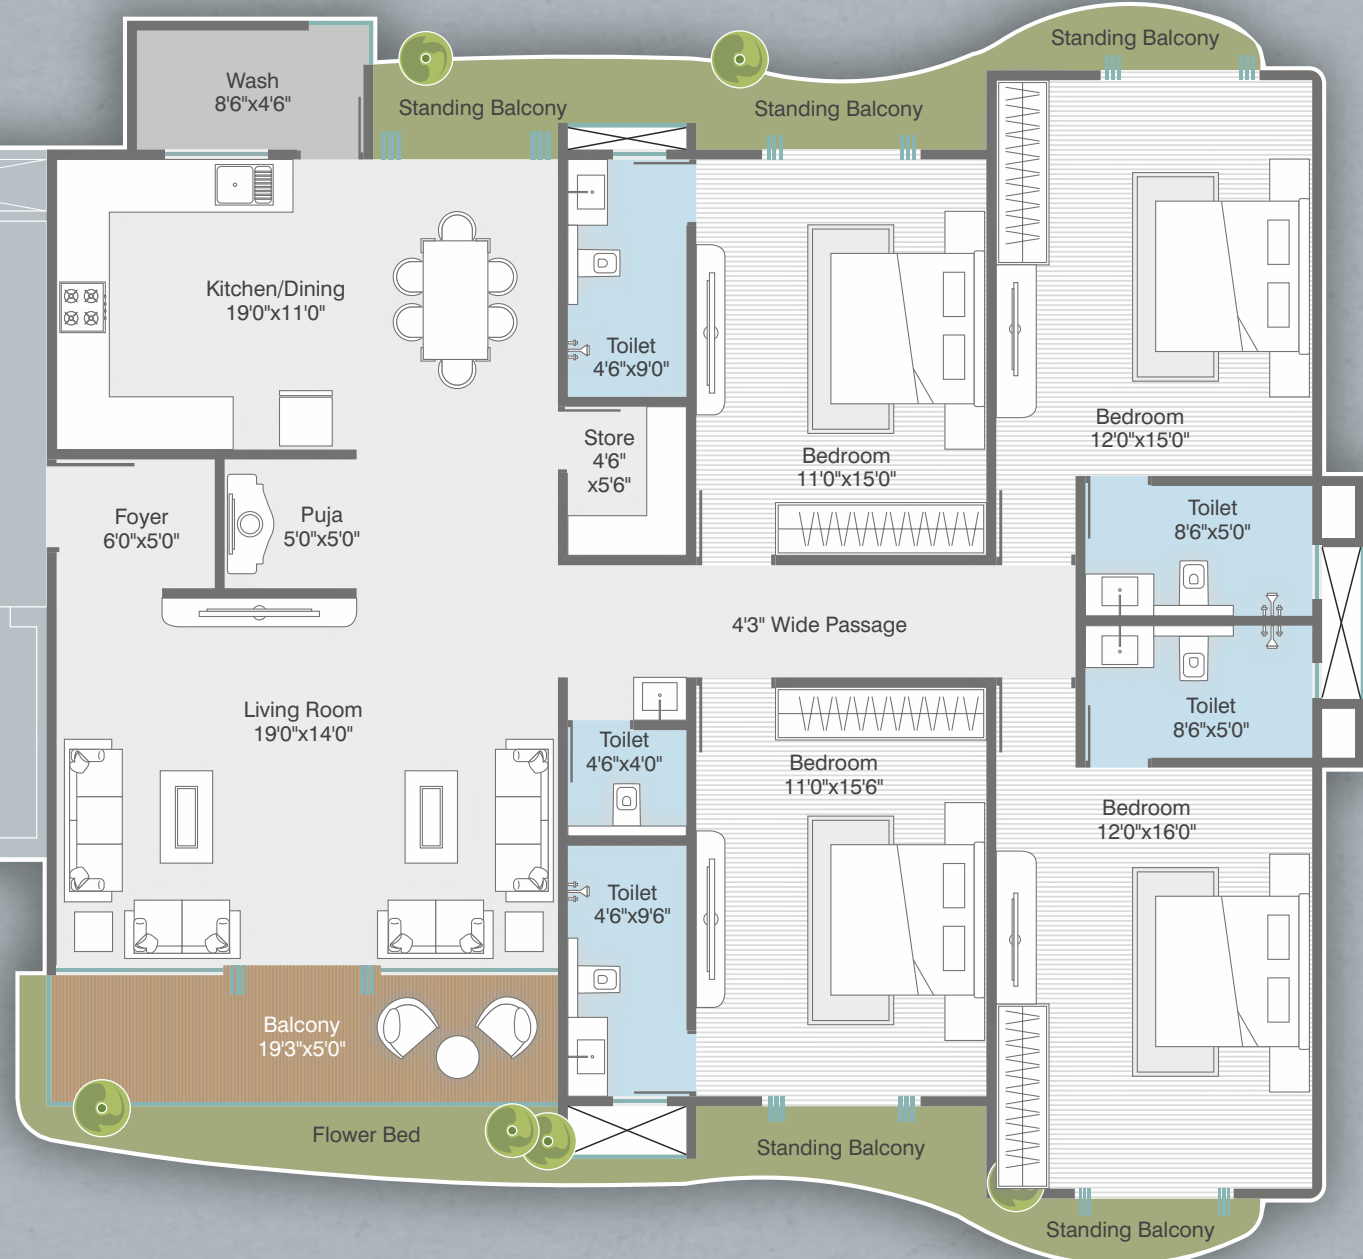 Standing Balcony
Wash
8'6"x4'6"
Standing Balcony
Standing Balcony
Kitchen/Dining
19'0"x11'0"
Toilet
4'6"x9'0"
Bedroom
12'0"x15'0"
Store
4'6"
x5'6"
Bedroom
11'0"x15'0"
Foyer
6'0"x5'0"
Puja
5'0"x5'0"
Toilet
8'6"x5'0"
4'3" Wide Passage
Living Room
19'0"x14'0"
Toilet
8'6"x5'0"
Toilet
4'6"x4'0"
Bedroom
11'0"x15'6"
Bedroom
12'0"x16'0"
Toilet
4'6"x9'6"
Balcony
19'3"x5'0"
Flower Bed
Standing Balcony
Standing Balcony